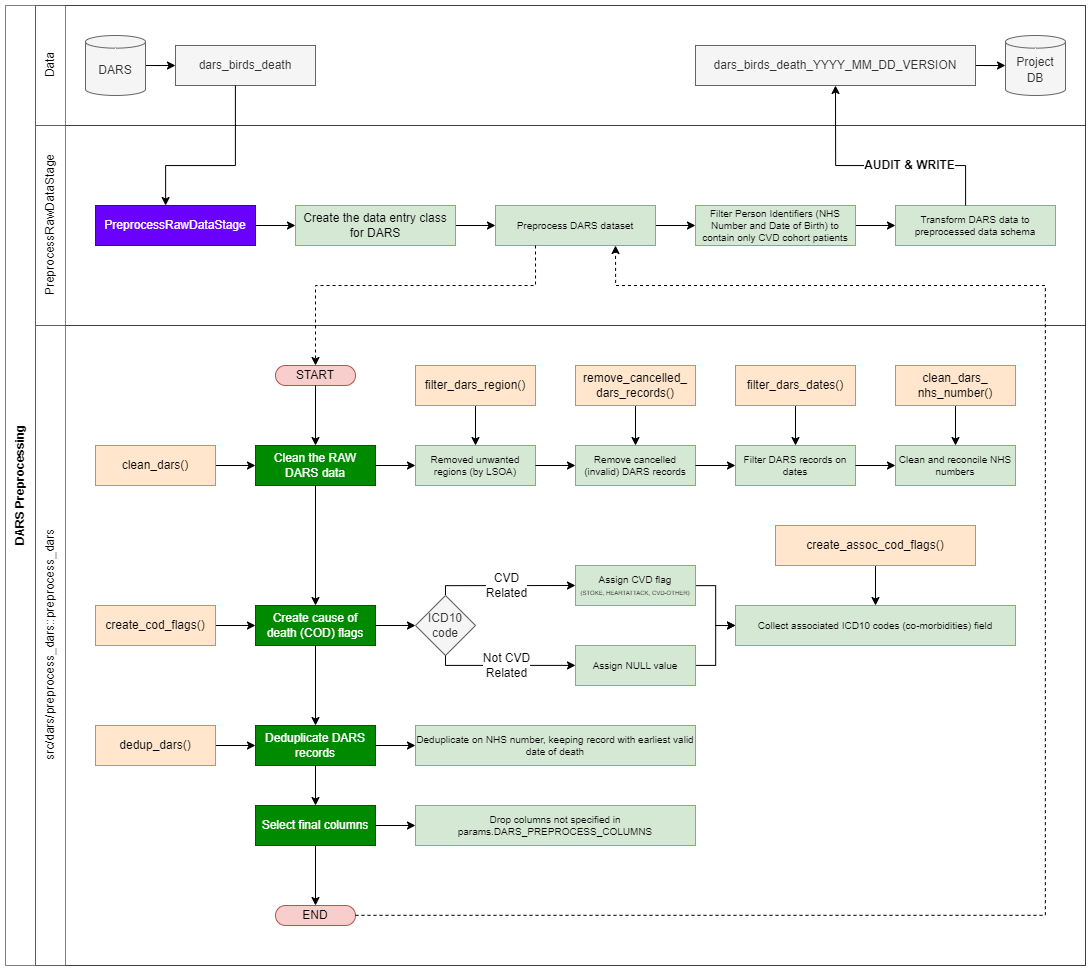 DARS Preprocessing
Data
DARS
dars_birds_death
dars_birds_death_YYYY_MM_DD_VERSION
Project
DB
PreprocessRawDataStage
AUDIT & WRITE
PreprocessRawDataStage
Create the data entry class
for DARS
Preprocess DARS dataset
Filter Person Identifiers (NHS
Number and Date of Birth) to
contain only CVD cohort patients
Transform DARS data to
preprocessed data schema
src/dars/preprocess_dars::preprocess_dars
START
filter_dars_region()
remove_cancelled_
dars_records()
filter_dars_dates()
clean_dars_
nhs_number()
clean_dars()
Clean the RAW
DARS data
Removed unwanted
regions (by LSOA)
Remove cancelled
(invalid) DARS records
Filter DARS records on
dates
Clean and reconcile NHS
numbers
create_assoc_cod_flags()
CVD
Related
Assign CVD flag
(STOKE, HEARTATTACK, CVD-OTHER)
create_cod_flags()
Create cause of
death (COD) flags
ICD10
code
Collect associated ICD10 codes (co-morbidities) field
Not CVD
Related
Assign NULL value
dedup_dars()
Deduplicate DARS
records
Deduplicate on NHS number, keeping record with earliest valid
date of death
Select final columns
Drop columns not specified in
params.DARS_PREPROCESS_COLUMNS
END